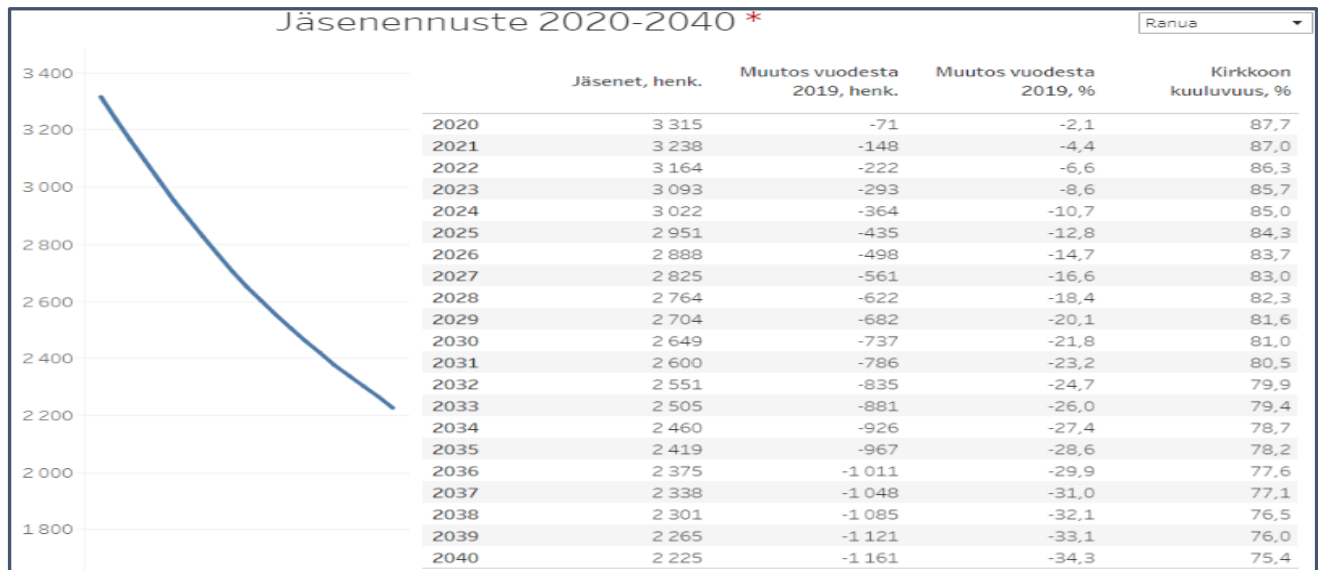 Jäsenennuste 2020-2040 *
Ranua
3 400
3 200
3 000
2 800
2 600
2 400
2 200
2 000
1 800
Jäsenet, henk. Muutos vuodesta 2019, henk. Muutos vuodesta 2019, % Kirkkoon kuuluvuus, %
2020 3 315 -71 -2,1 87,7
2021 3 238 -148 -4,4 87,0
2022 3 164 -222 -6,6 86,3
2023 3 093 -293 -8,6 85,7
2024 3 022 -364 -10,7 85,0
2025 2 951 -435 -12,8 84,3
2026 2 888 -498 -14,7 83,7
2027 2 825 -561 -16,6 83,0
2028 2 764 -622 -18,4 82,3
2029 2 704 -682 -20,1 81,6
2030 2 649 -737 -21,8 81,0
2031 2 600 -786 -23,2 80,5
2032 2 551 -835 -24,7 79,9
2033 2 505 -881 -26,0 79,4
2034 2 460 -926 -27,4 78,7
2035 2 419 -967 -28,6 78,2
2036 2 375 -1 011 -29,9 77,6
2037 2 338 -1 048 -31,0 77,1
2038 2 301 -1 085 -32,1 76,5
2039 2 265 -1 121 -33,1 76,0
2040 2 225 -1 161 -34,3 75,4